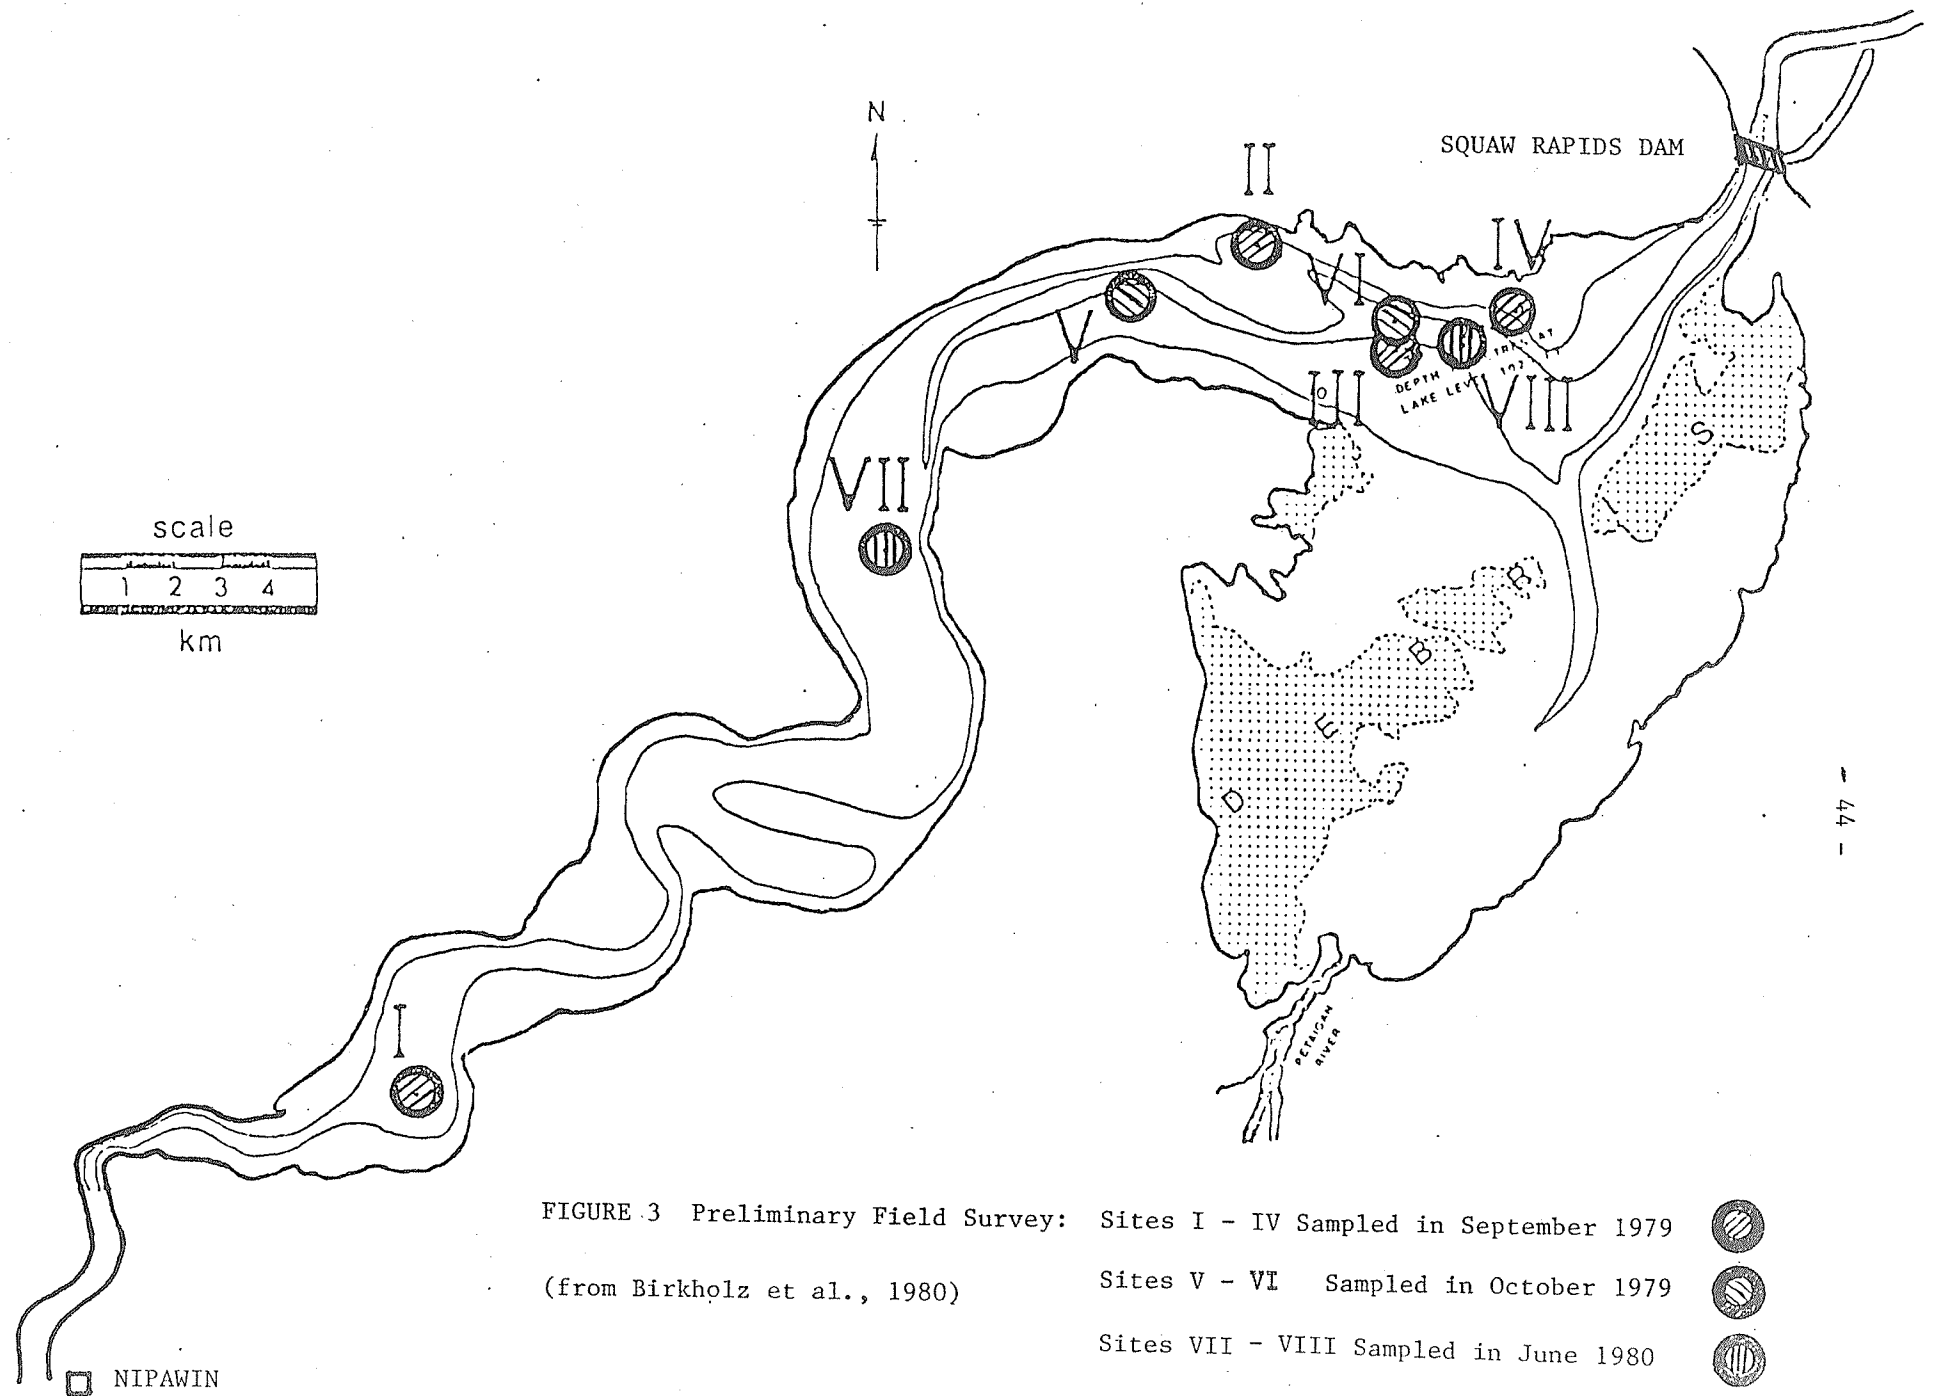 N
SQUAW RAPIDS DAM
II
IV
VI
V
DEPTH
LAKE LEVEL
III
VIII
S
VII
scale
1 2 3 4
km
R
B
E
D
- 44 -
I
PETAIGAN
RIVER
FIGURE 3 Preliminary Field Survey: Sites I - IV Sampled in September 1979
(from Birkholz et al., 1980) Sites V - VI Sampled in October 1979
Sites VII - VIII Sampled in June 1980
NIPAWIN